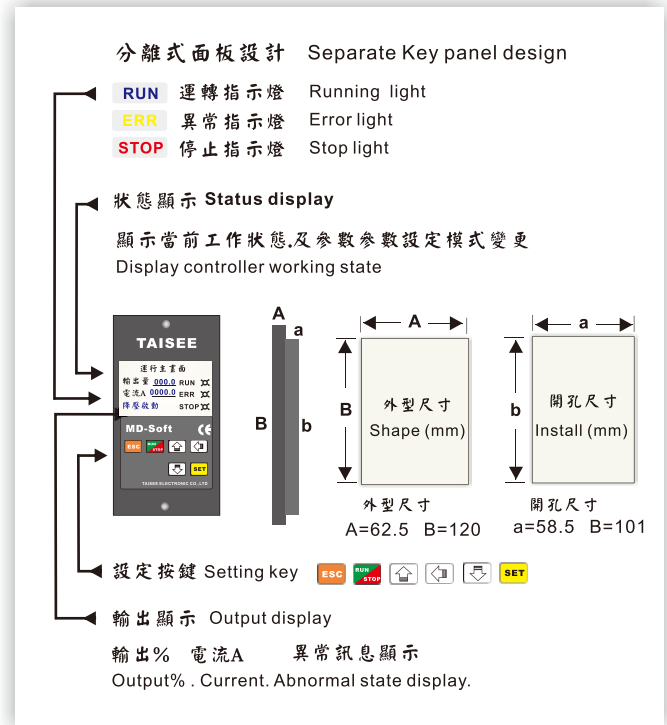 分離式面板設計 Separate Key panel design
RUN 運轉指示燈 Running light
ERR 異常指示燈 Error light
STOP 停止指示燈 Stop light
狀態顯示 Status display
顯示當前工作狀態.及參數參數設定模式變更
Display controller working state
TAISEE
運行主畫面
輸出量 000.0 RUN
電流A 0000.0 ERR
降壓啟動 STOP
MD-Soft CE
ESC RUN STOP
SET
TAISEE ELECTRONIC CO.,LTD
A
a
B
b
A
B
外型尺寸
Shape (mm)
外型尺寸
A=62.5 B=120
a
b
開孔尺寸
Install (mm)
開孔尺寸
a=58.5 B=101
設定按鍵 Setting key ESC RUN STOP SET
輸出顯示 Output display
輸出% 電流A 異常訊息顯示
Output% . Current. Abnormal state display.